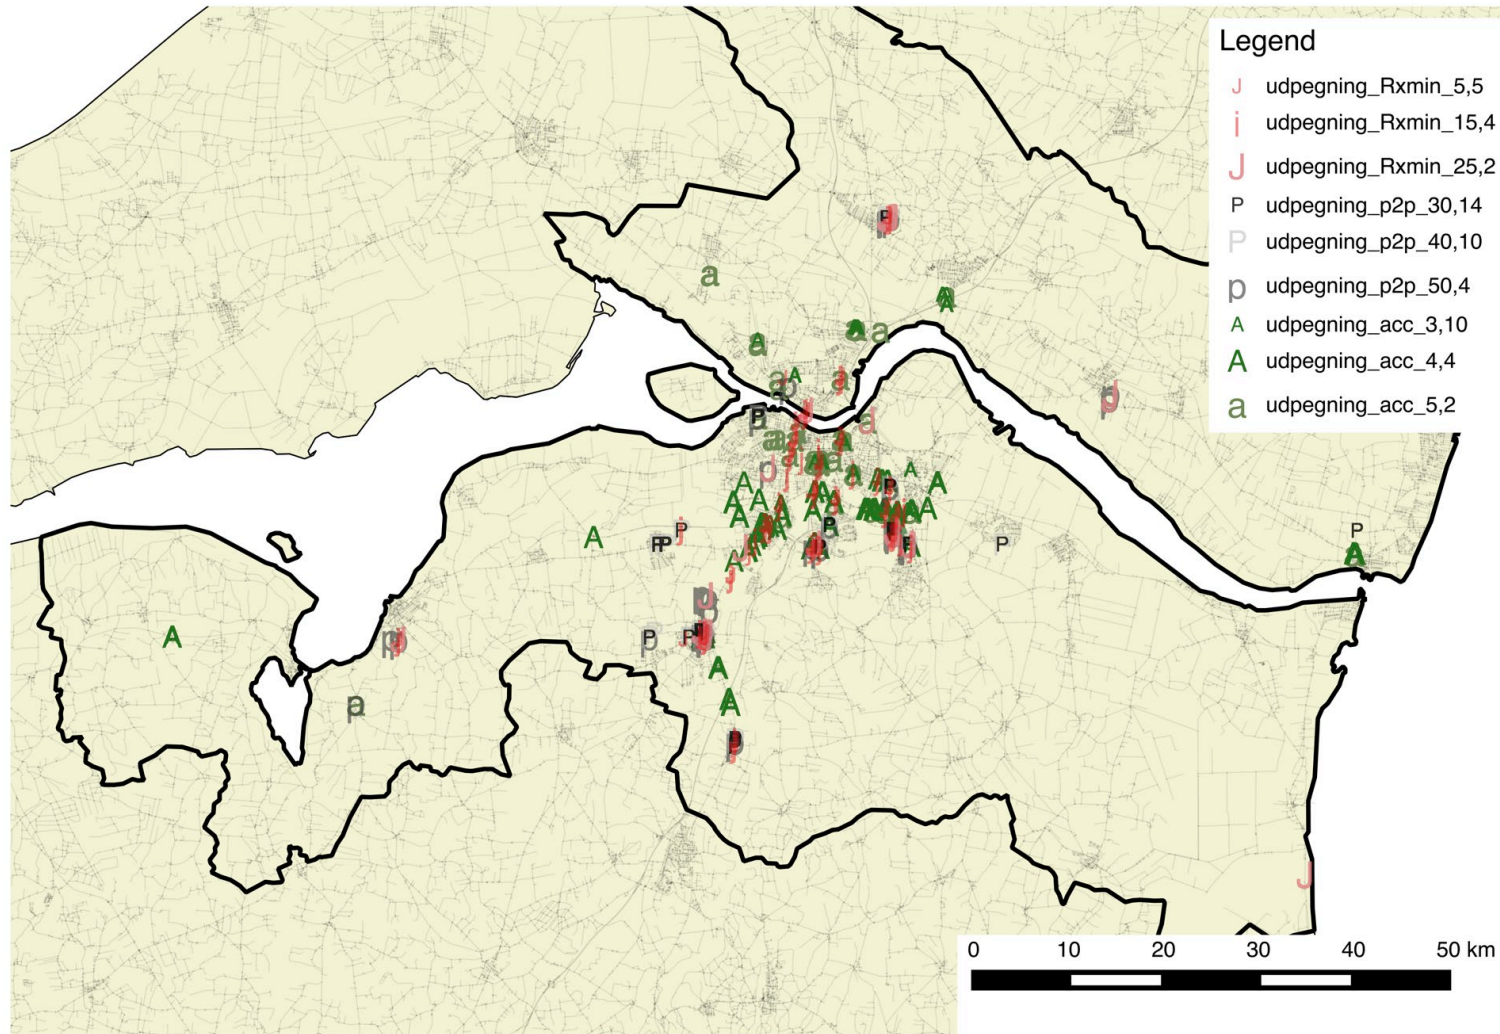 Legend
J udpegning_Rxmin_5,5
i udpegning_Rxmin_15,4
J udpegning_Rxmin_25,2
P udpegning_p2p_30,14
P udpegning_p2p_40,10
p udpegning_p2p_50,4
A udpegning_acc_3,10
A udpegning_acc_4,4
a udpegning_acc_5,2
0 10 20 30 40 50 km